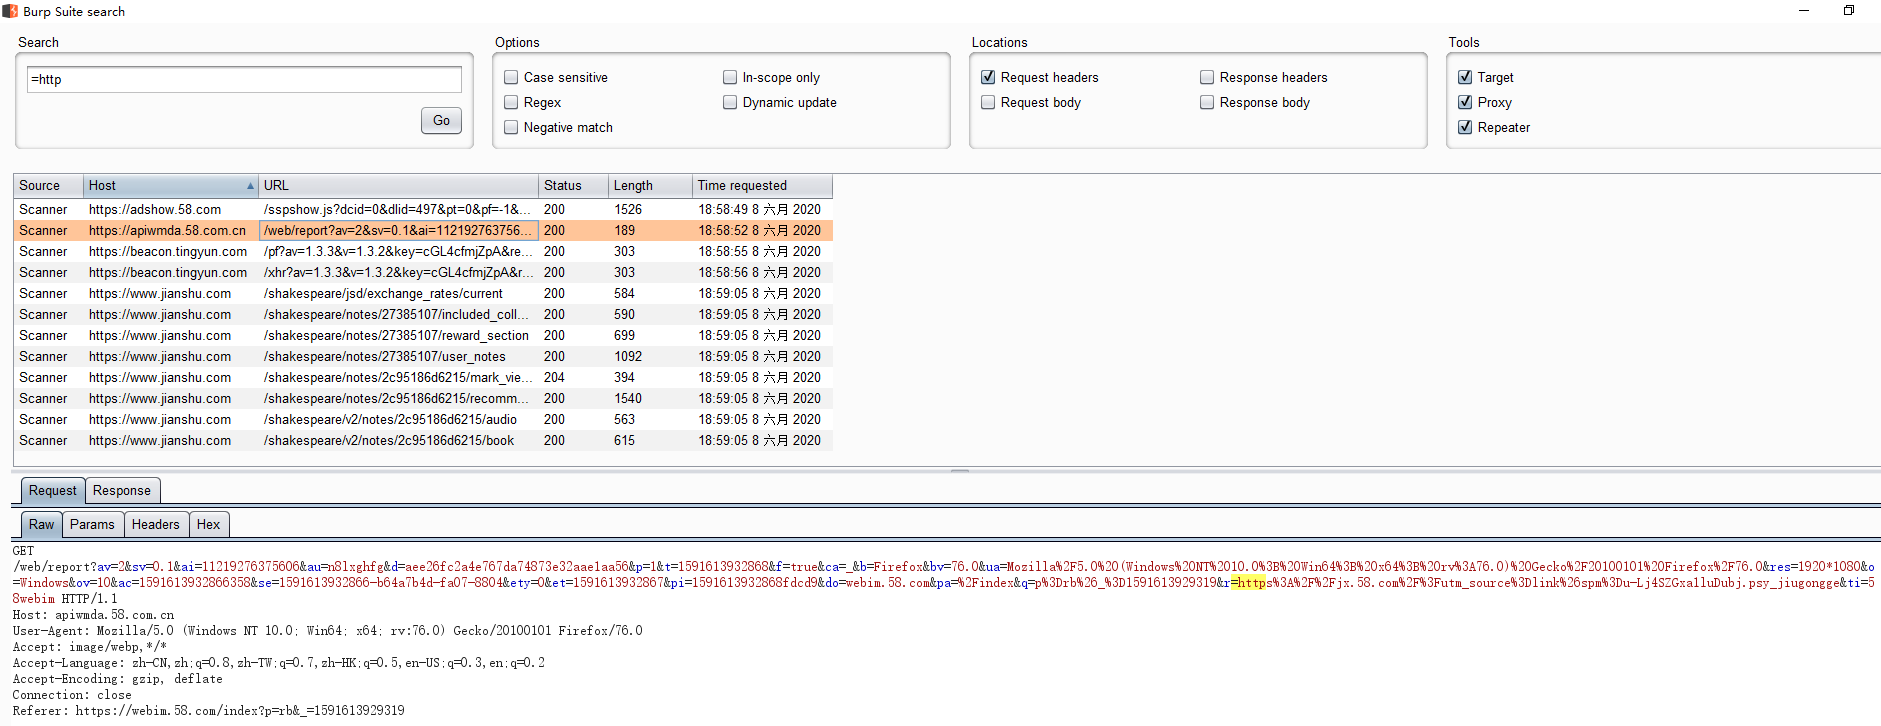 Burp Suite search
Search Options Locations Tools
=http
Go
Case sensitive In-scope only
Regex Dynamic update
Negative match
Request headers Response headers
Request body Response body
Target
Proxy
Repeater
Source Host URL Status Length Time requested
Scanner https://adshow.58.com /sspshow.js?dcid=0&dlid=497&pt=0&pf=-1&... 200 1526 18:58:49 8 六月 2020
Scanner https://apiwmda.58.com.cn /web/report?av=2&sv=0.1&ai=112192763756... 200 189 18:58:52 8 六月 2020
Scanner https://beacon.tingyun.com /pf?av=1.3.3&v=1.3.2&key=cGL4cfmjZpA&re... 200 303 18:58:55 8 六月 2020
Scanner https://beacon.tingyun.com /xhr?av=1.3.3&v=1.3.2&key=cGL4cfmjZpA&r... 200 303 18:58:56 8 六月 2020
Scanner https://www.jianshu.com /shakespeare/jsd/exchange_rates/current 200 584 18:59:05 8 六月 2020
Scanner https://www.jianshu.com /shakespeare/notes/27385107/included_coll... 200 590 18:59:05 8 六月 2020
Scanner https://www.jianshu.com /shakespeare/notes/27385107/reward_section 200 699 18:59:05 8 六月 2020
Scanner https://www.jianshu.com /shakespeare/notes/27385107/user_notes 200 1092 18:59:05 8 六月 2020
Scanner https://www.jianshu.com /shakespeare/notes/2c95186d6215/mark_vie... 204 394 18:59:05 8 六月 2020
Scanner https://www.jianshu.com /shakespeare/notes/2c95186d6215/recomm... 200 1540 18:59:05 8 六月 2020
Scanner https://www.jianshu.com /shakespeare/v2/notes/2c95186d6215/audio 200 563 18:59:05 8 六月 2020
Scanner https://www.jianshu.com /shakespeare/v2/notes/2c95186d6215/book 200 615 18:59:05 8 六月 2020
Request Response
Raw Params Headers Hex
GET
/web/report?av=2&sv=0.1&ai=11219276375606&au=n8lxghfg&d=aee26fc2a4e767da74873e32aae1aa56&p=1&t=1591613932868&f=true&ca=_&b=Firefox&bv=76.0&ua=Mozilla%2F5.0%20(Windows%20NT%2010.0%3B%20Win64%3B%20x64%3B%20rv%3A76.0)%20Gecko%2F20100101%20Firefox%2F76.0&res=1920*1080&o
=Windows&ov=10&ac=1591613932866358&se=1591613932866-b64a7b4d-fa07-8804&ety=0&et=1591613932867&pi=1591613932868fdcd9&do=webim.58.com&pa=%2Findex&q=p%3Drb%26_%3D1591613929319&r=https%3A%2F%2Fjx.58.com%2F%3Futm_source%3Dlink%26spm%3Du-Lj4SZGxalluDubj.psy_jiugongge&ti=5
8webim HTTP/1.1
Host: apiwmda.58.com.cn
User-Agent: Mozilla/5.0 (Windows NT 10.0; Win64; x64; rv:76.0) Gecko/20100101 Firefox/76.0
Accept: image/webp,*/*
Accept-Language: zh-CN,zh;q=0.8,zh-TW;q=0.7,zh-HK;q=0.5,en-US;q=0.3,en;q=0.2
Accept-Encoding: gzip, deflate
Connection: close
Referer: https://webim.58.com/index?p=rb&_=1591613929319